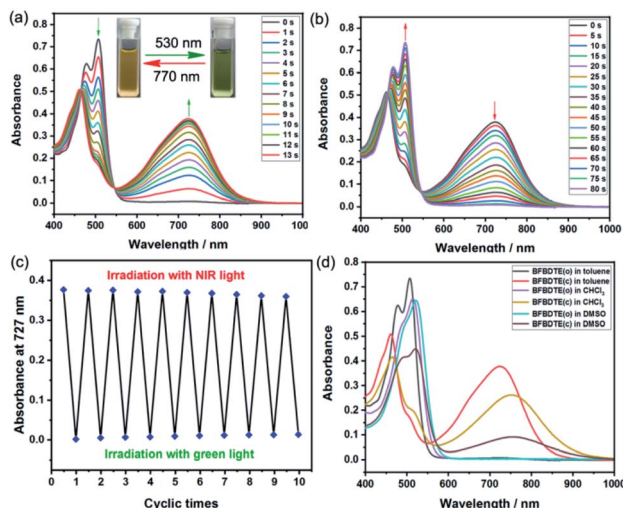 (a)
0.8
0.7
0.6
0.5
0.4
0.3
0.2
0.1
0.0
Absorbance
400 500 600 700 800 900 1000
Wavelength / nm
530 nm
770 nm
0 s
1 s
2 s
3 s
4 s
5 s
6 s
7 s
8 s
9 s
10 s
11 s
12 s
13 s
(b)
0.8
0.7
0.6
0.5
0.4
0.3
0.2
0.1
0.0
Absorbance
400 500 600 700 800 900 1000
Wavelength / nm
0 s
5 s
10 s
15 s
20 s
25 s
30 s
35 s
40 s
45 s
50 s
55 s
60 s
65 s
70 s
75 s
80 s
(c)
0.4
0.3
0.2
0.1
0.0
Absorbance at 727 nm
Irradiation with NIR light
Irradiation with green light
0 1 2 3 4 5 6 7 8 9 10
Cyclic times
(d)
0.8
0.7
0.6
0.5
0.4
0.3
0.2
0.1
0.0
Absorbance
400 500 600 700 800 900 1000
Wavelength / nm
BFBDTE(o) in toluene
BFBDTE(c) in toluene
BFBDTE(o) in CHCl₃
BFBDTE(c) in CHCl₃
BFBDTE(o) in DMSO
BFBDTE(c) in DMSO